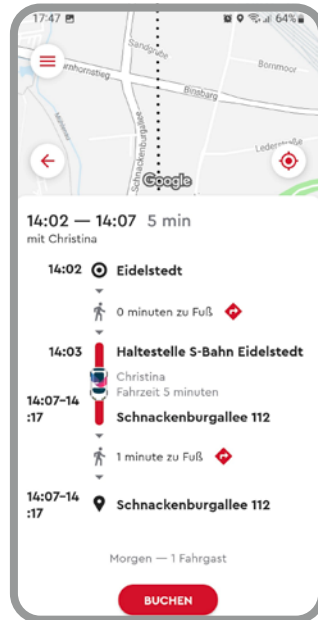 17:47 64%
Sandgrube
Bornmoor
rnhornstieg
Binsbarg
Schnackenburgallee
Google
14:02 — 14:07 5 min
mit Christina
14:02 Eidelstedt
0 minuten zu Fuß
14:03 Haltestelle S-Bahn Eidelstedt
Christina
Fahrzeit 5 minuten
14:07–14
:17
Schnackenburgallee 112
1 minute zu Fuß
14:07–14
:17
Schnackenburgallee 112
Morgen — 1 Fahrgast
BUCHEN